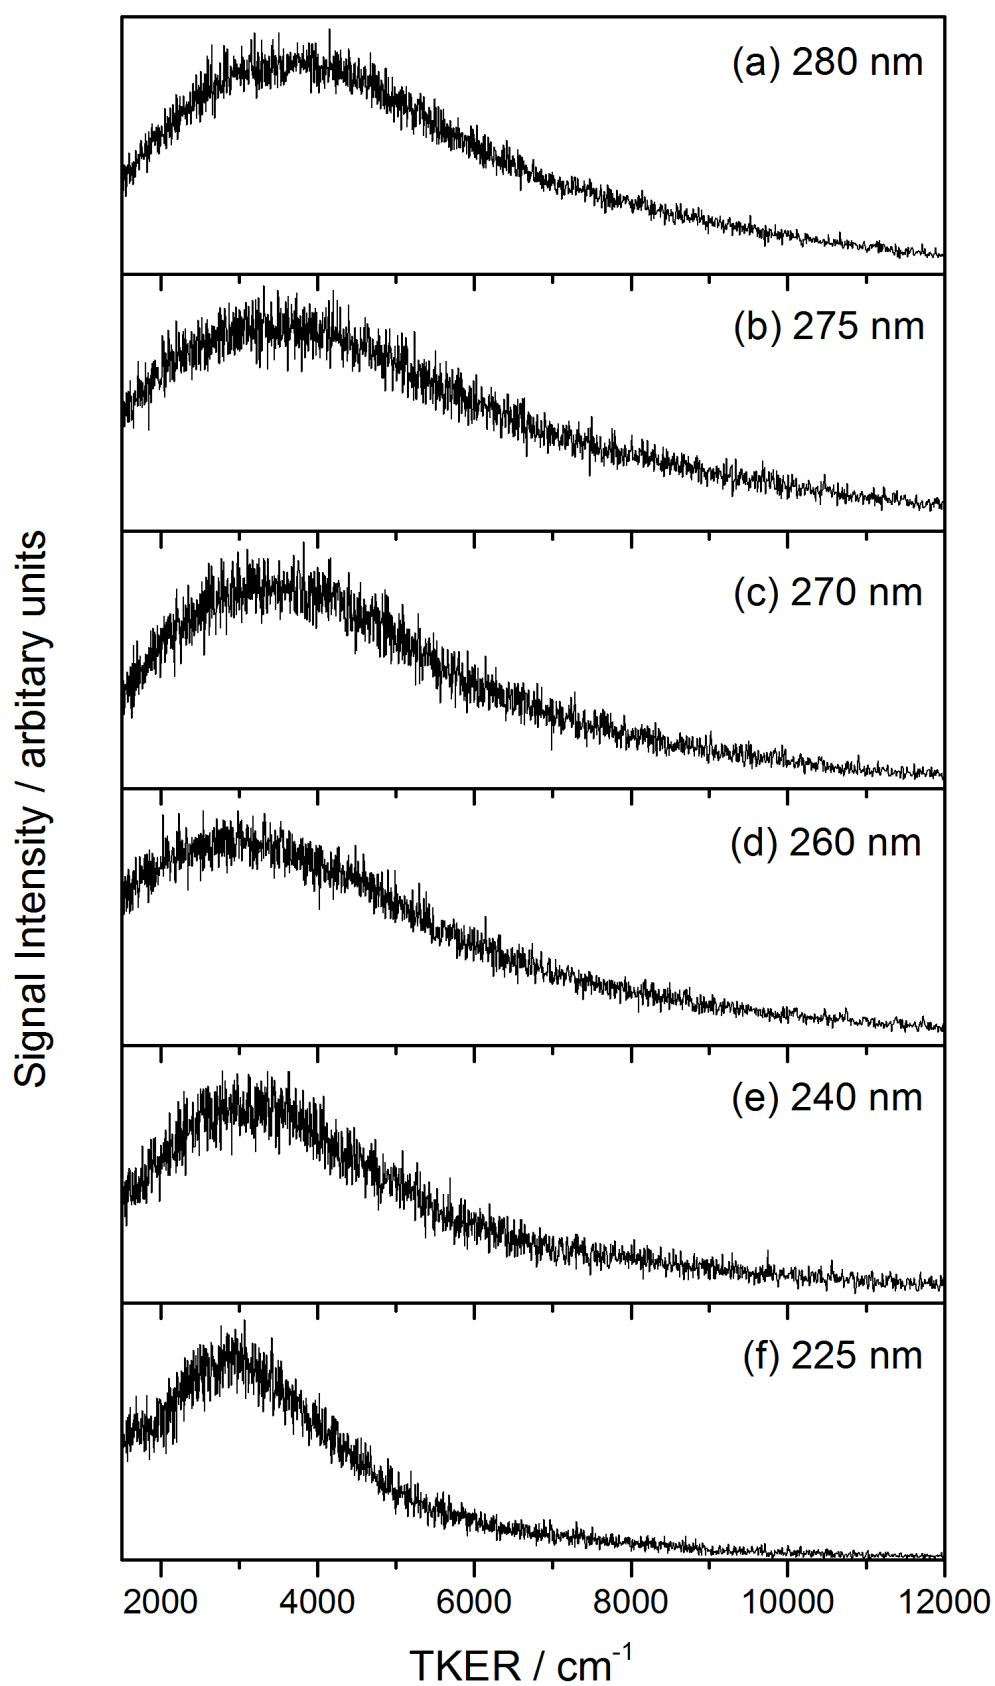 (a) 280 nm
(b) 275 nm
(c) 270 nm
(d) 260 nm
(e) 240 nm
(f) 225 nm
Signal Intensity / arbitary units
2000 4000 6000 8000 10000 12000
TKER / cm-1